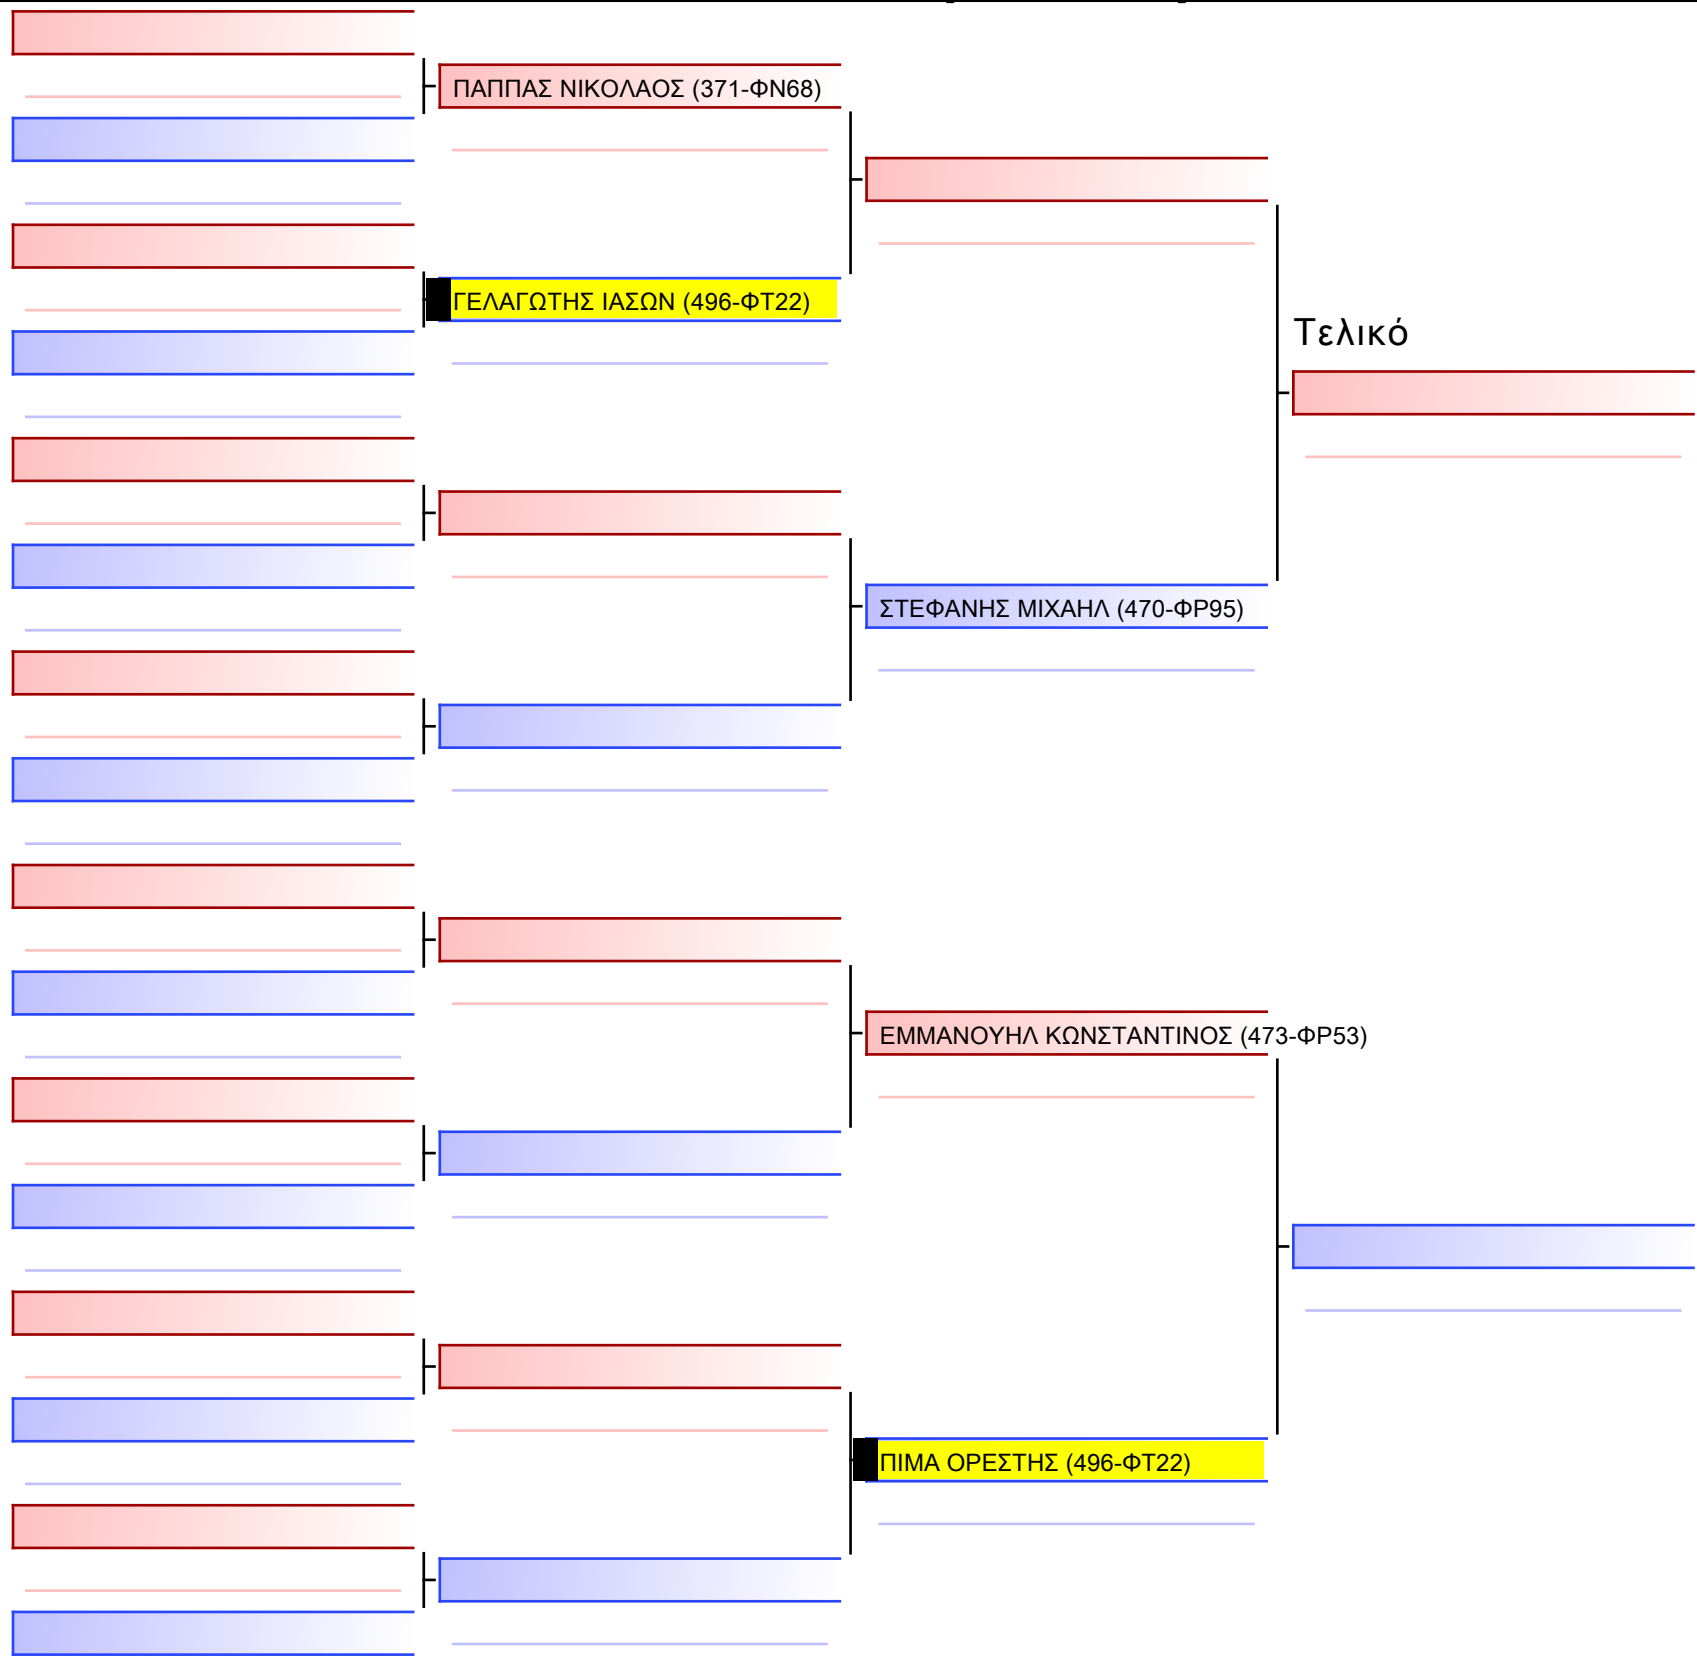 ΠΑΠΠΑΣ ΝΙΚΟΛΑΟΣ (371-ΦΝ68)
ΓΕΛΑΓΩΤΗΣ ΙΑΣΩΝ (496-ΦΤ22)
Τελικό
ΣΤΕΦΑΝΗΣ ΜΙΧΑΗΛ (470-ΦΡ95)
ΕΜΜΑΝΟΥΗΛ ΚΩΝΣΤΑΝΤΙΝΟΣ (473-ΦΡ53)
ΠΙΜΑ ΟΡΕΣΤΗΣ (496-ΦΤ22)